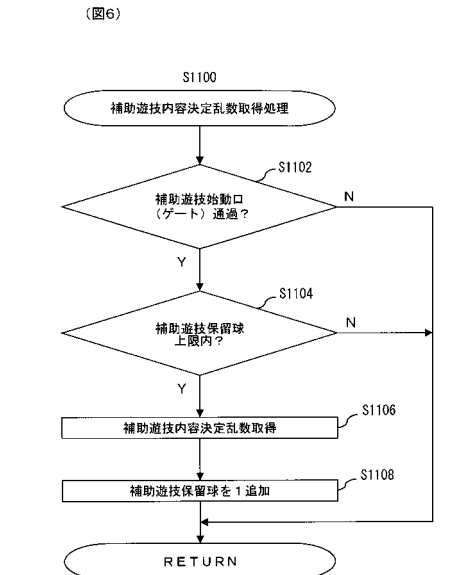 （図6）
S1100
補助遊技内容決定乱数取得処理
S1102
補助遊技始動口
（ゲート）通過？
N
Y
S1104
補助遊技保留球
上限内？
N
Y
S1106
補助遊技内容決定乱数取得
S1108
補助遊技保留球を1追加
RETURN